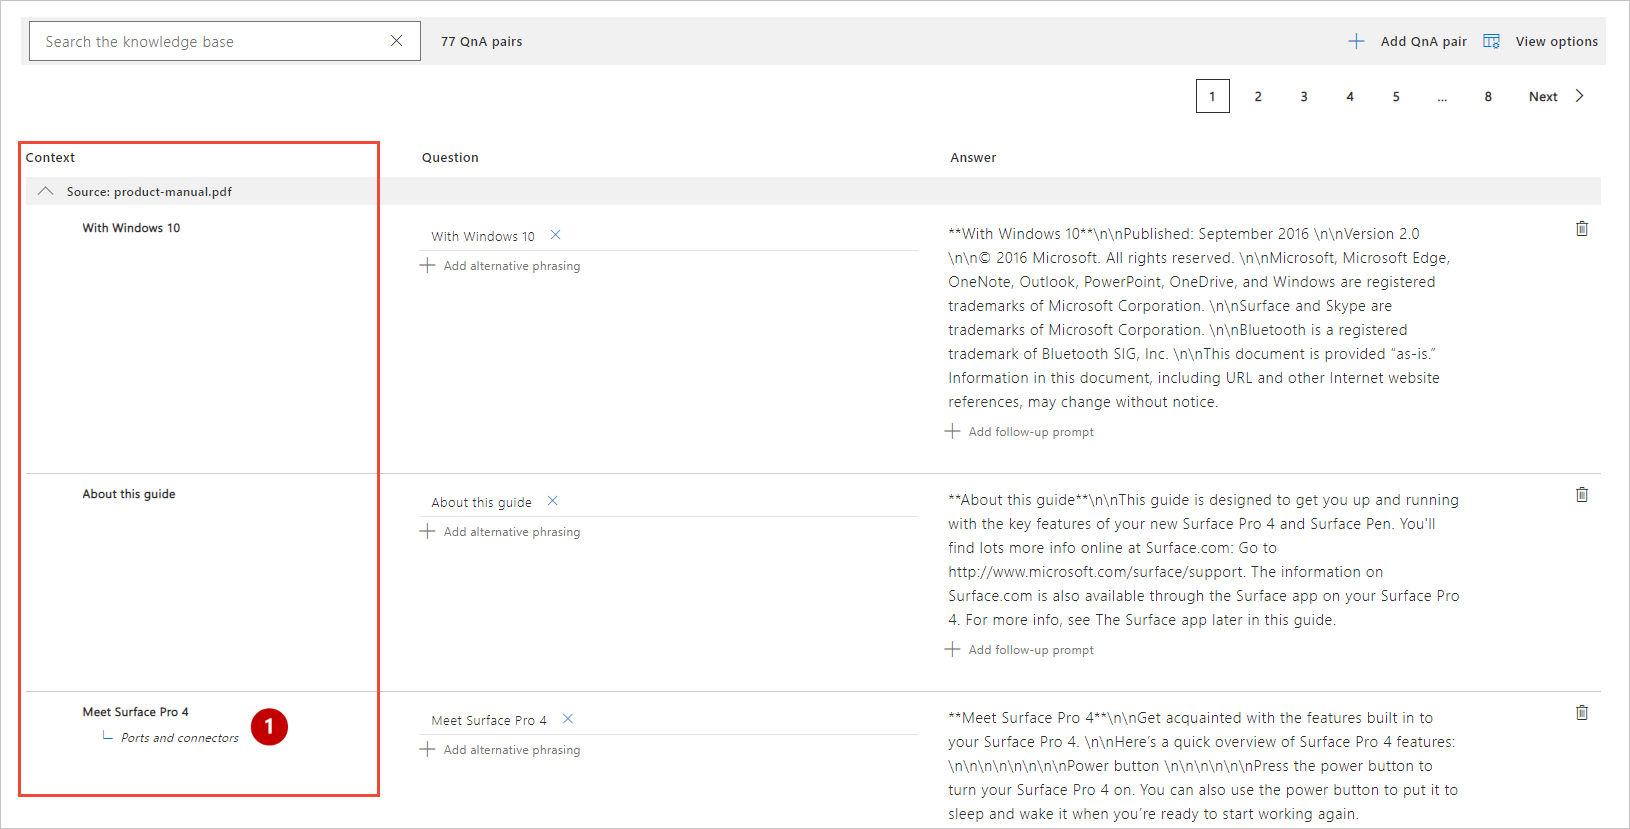 Search the knowledge base
77 QnA pairs
Add QnA pair
View options
1 2 3 4 5 ... 8 Next
Context
Question
Answer
Source: product-manual.pdf
With Windows 10
With Windows 10
Add alternative phrasing
**With Windows 10**\n\nPublished: September 2016 \n\nVersion 2.0
\n\n© 2016 Microsoft. All rights reserved. \n\nMicrosoft, Microsoft Edge,
OneNote, Outlook, PowerPoint, OneDrive, and Windows are registered
trademarks of Microsoft Corporation. \n\nSurface and Skype are
trademarks of Microsoft Corporation. \n\nBluetooth is a registered
trademark of Bluetooth SIG, Inc. \n\nThis document is provided “as-is.”
Information in this document, including URL and other Internet website
references, may change without notice.
Add follow-up prompt
About this guide
About this guide
Add alternative phrasing
**About this guide**\n\nThis guide is designed to get you up and running
with the key features of your new Surface Pro 4 and Surface Pen. You'll
find lots more info online at Surface.com: Go to
http://www.microsoft.com/surface/support. The information on
Surface.com is also available through the Surface app on your Surface Pro
4. For more info, see The Surface app later in this guide.
Add follow-up prompt
Meet Surface Pro 4
Ports and connectors
1
Meet Surface Pro 4
Add alternative phrasing
**Meet Surface Pro 4**\n\nGet acquainted with the features built in to
your Surface Pro 4. \n\nHere’s a quick overview of Surface Pro 4 features:
\n\n\n\n\n\n\n\nPower button \n\n\n\n\n\nPress the power button to
turn your Surface Pro 4 on. You can also use the power button to put it to
sleep and wake it when you’re ready to start working again.